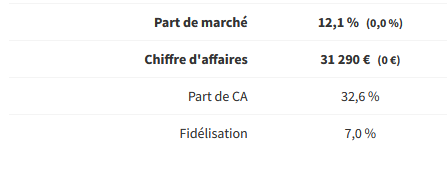 Part de marché 12,1 % (0,0 %)
Chiffre d'affaires 31 290 € (0 €)
Part de CA 32,6 %
Fidélisation 7,0 %